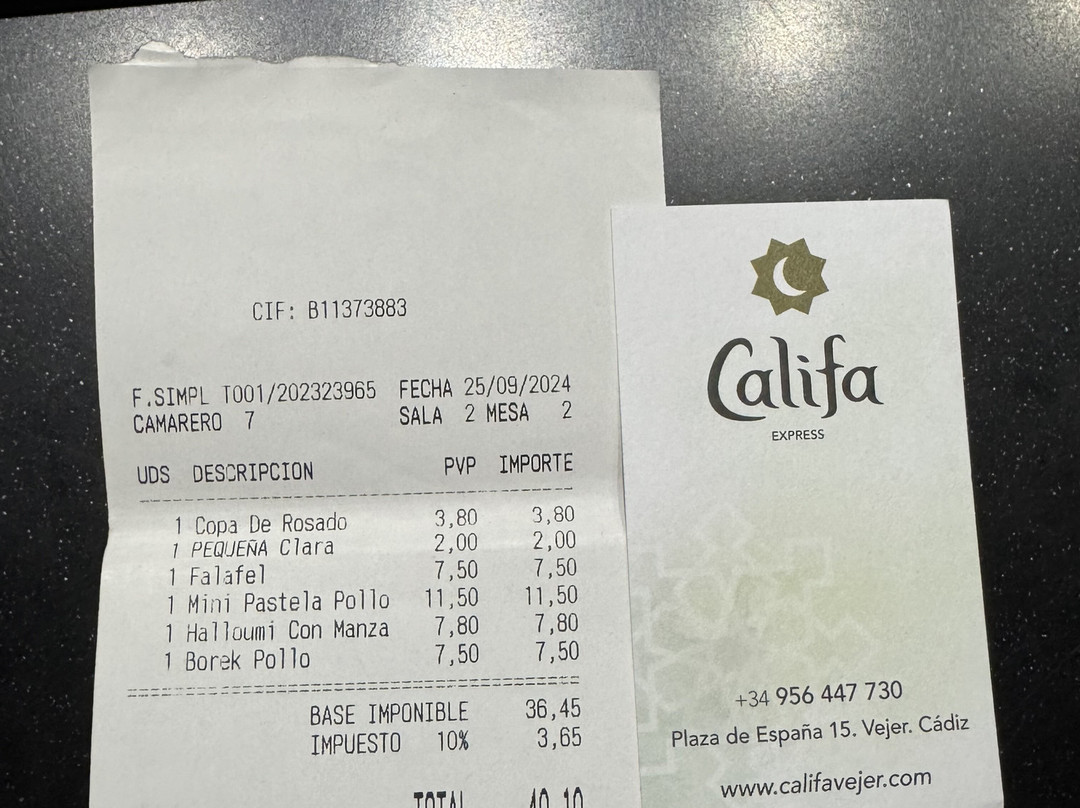 CIF: B11373883
F.SIMPL T001/202323965 FECHA 25/09/2024
CAMARERO 7 SALA 2 MESA 2
UDS DESCRIPCION PVP IMPORTE
1 Copa De Rosado 3,80 3,80
1 PEQUEÑA Clara 2,00 2,00
1 Falafel 7,50 7,50
1 Mini Pastela Pollo 11,50 11,50
1 Halloumi Con Manza 7,80 7,80
1 Borek Pollo 7,50 7,50
BASE IMPONIBLE 36,45
IMPUESTO 10% 3,65
TOTAL 40,10
Califa
EXPRESS
+34 956 447 730
Plaza de España 15. Vejer. Cádiz
www.califavejer.com